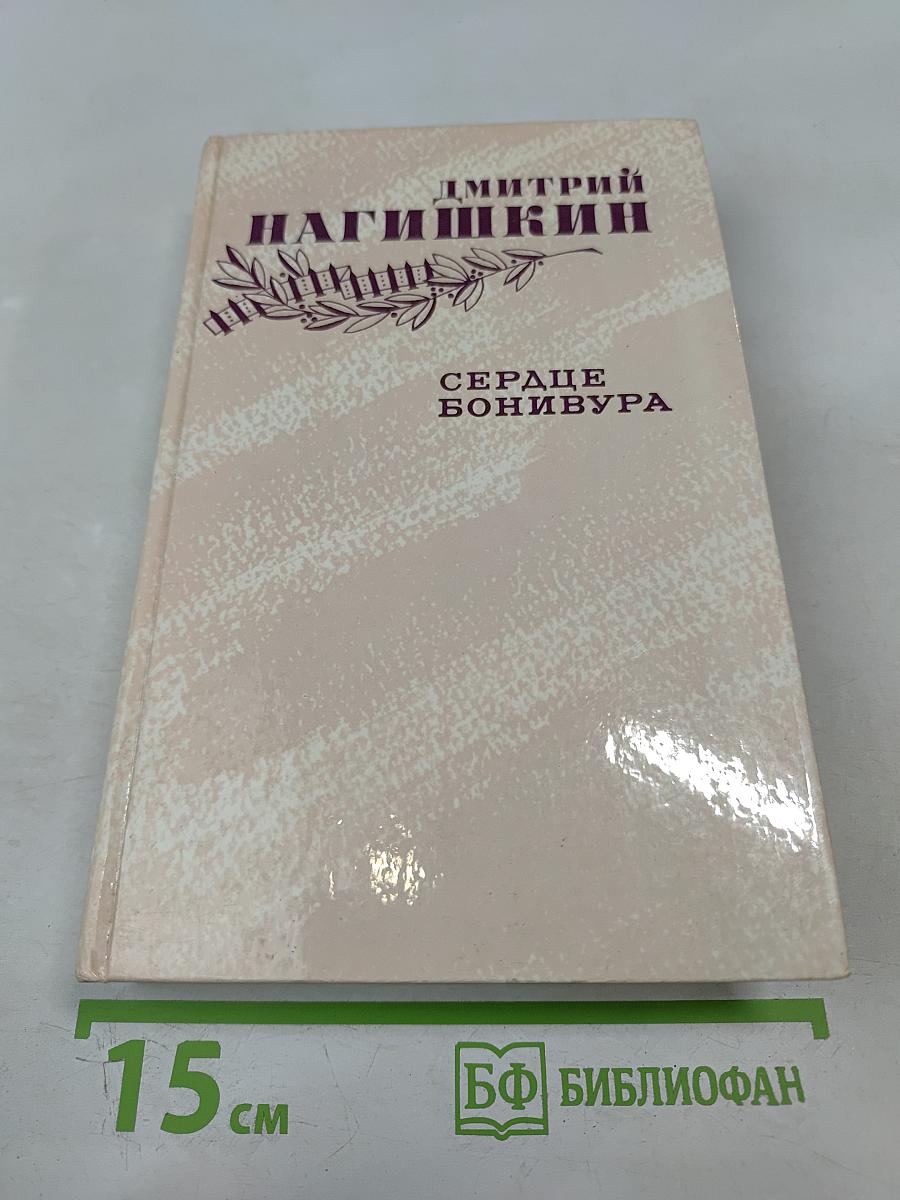 ДМИТРИЙ
НАГИШКИН
СЕРДЦЕ
БОНИВУРА
15 см
БФ БИБЛИОФАН